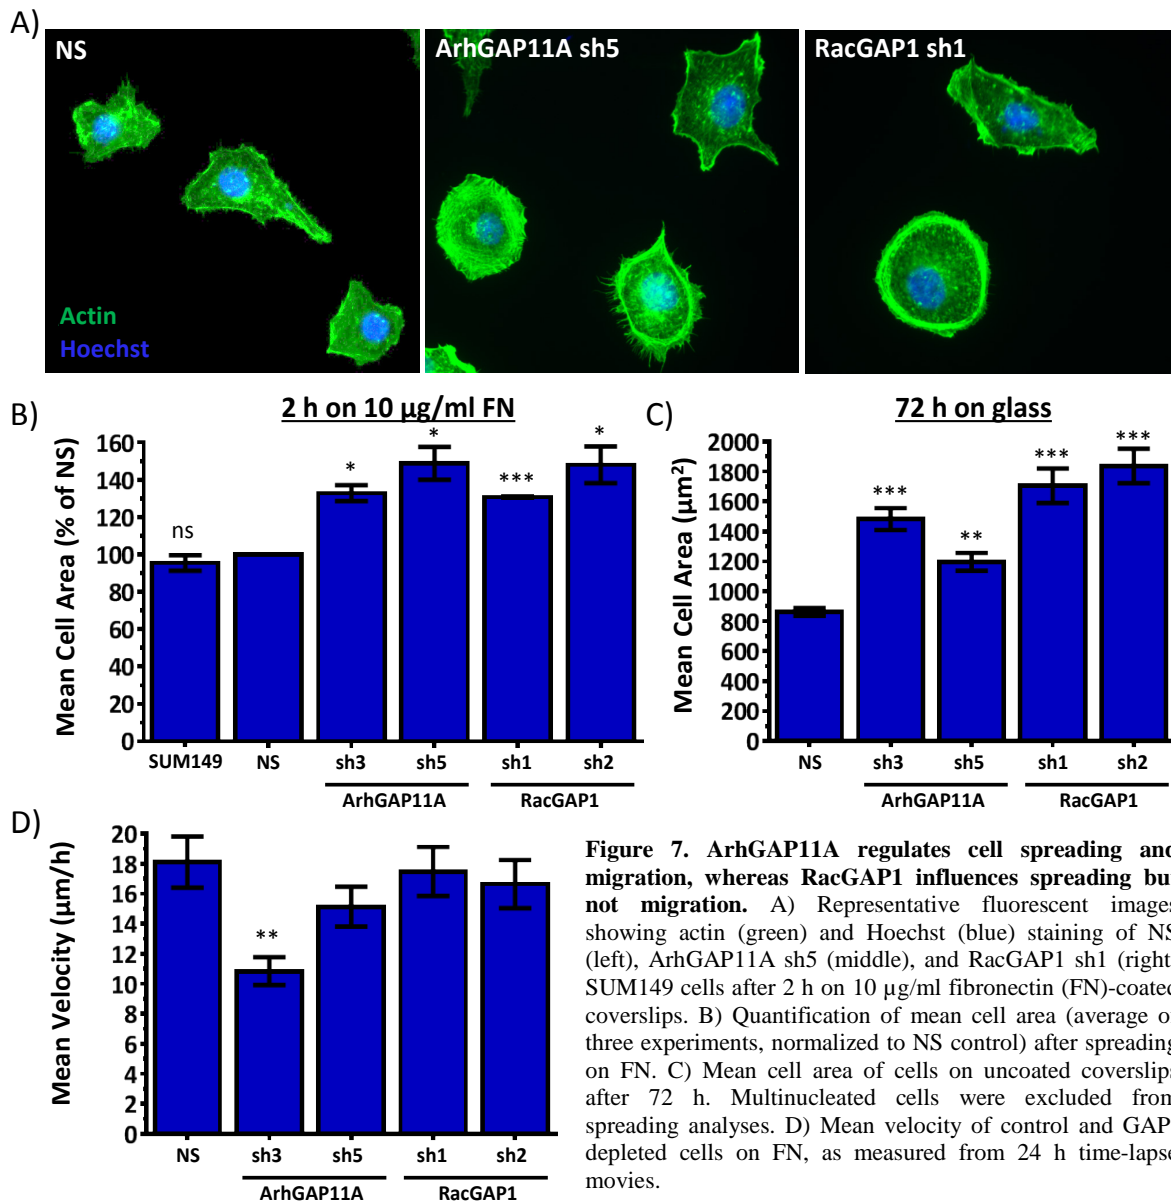 A)
NS
ArhGAP11A sh5
RacGAP1 sh1
Actin
Hoechst
B)
2 h on 10 µg/ml FN
Mean Cell Area (% of NS)
160
140
120
100
80
60
40
20
0
ns
*
*
***
*
SUM149 NS sh3 sh5 sh1 sh2
ArhGAP11A RacGAP1
C)
72 h on glass
Mean Cell Area (µm²)
2000
1800
1600
1400
1200
1000
800
600
400
200
0
***
**
***
***
NS sh3 sh5 sh1 sh2
ArhGAP11A RacGAP1
D)
Mean Velocity (µm/h)
20
18
16
14
12
10
8
6
4
2
0
**
NS sh3 sh5 sh1 sh2
ArhGAP11A RacGAP1
Figure 7. ArhGAP11A regulates cell spreading and
migration, whereas RacGAP1 influences spreading bu
not migration. A) Representative fluorescent images
showing actin (green) and Hoechst (blue) staining of NS
(left), ArhGAP11A sh5 (middle), and RacGAP1 sh1 (right
SUM149 cells after 2 h on 10 µg/ml fibronectin (FN)-coated
coverslips. B) Quantification of mean cell area (average o
three experiments, normalized to NS control) after spreading
on FN. C) Mean cell area of cells on uncoated coverslips
after 72 h. Multinucleated cells were excluded from
spreading analyses. D) Mean velocity of control and GAP
depleted cells on FN, as measured from 24 h time-lapse
movies.